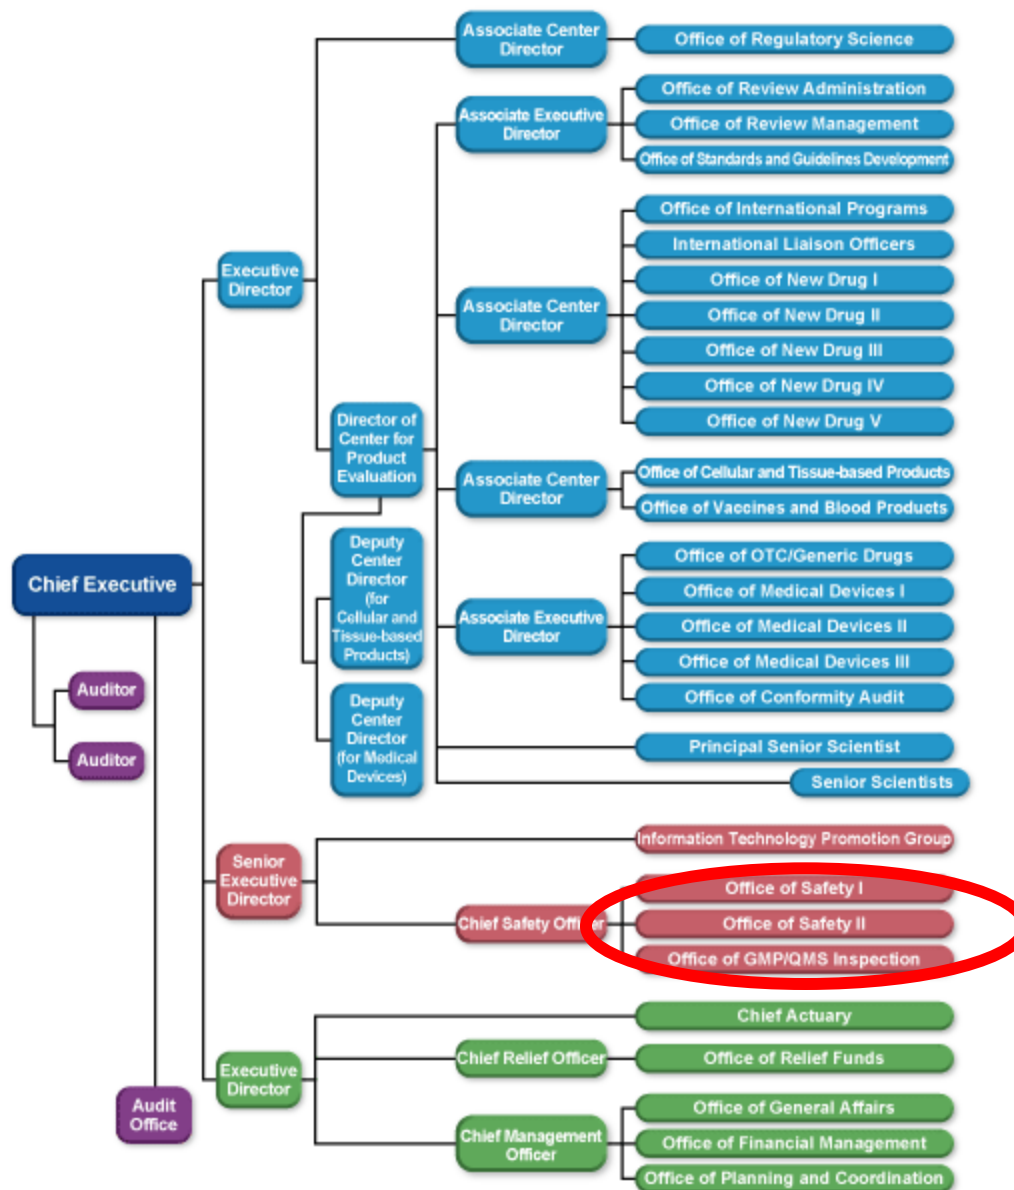 Associate Center
Director
Office of Regulatory Science
Associate Executive
Director
Office of Review Administration
Office of Review Management
Office of Standards and Guidelines Development
Executive
Director
Associate Center
Director
Office of International Programs
International Liaison Officers
Office of New Drug I
Office of New Drug II
Office of New Drug III
Office of New Drug IV
Office of New Drug V
Director of
Center for
Product
Evaluation
Associate Center
Director
Office of Cellular and Tissue-based Products
Office of Vaccines and Blood Products
Chief Executive
Deputy
Center
Director
(for
Cellular and
Tissue-based
Products)
Associate Executive
Director
Office of OTC/Generic Drugs
Office of Medical Devices I
Office of Medical Devices II
Office of Medical Devices III
Office of Conformity Audit
Auditor
Auditor
Deputy
Center
Director
(for Medical
Devices)
Principal Senior Scientist
Senior Scientists
Senior
Executive
Director
Information Technology Promotion Group
Chief Safety Officer
Office of Safety I
Office of Safety II
Office of GMP/QMS Inspection
Executive
Director
Chief Actuary
Chief Relief Officer
Office of Relief Funds
Audit
Office
Chief Management
Officer
Office of General Affairs
Office of Financial Management
Office of Planning and Coordination